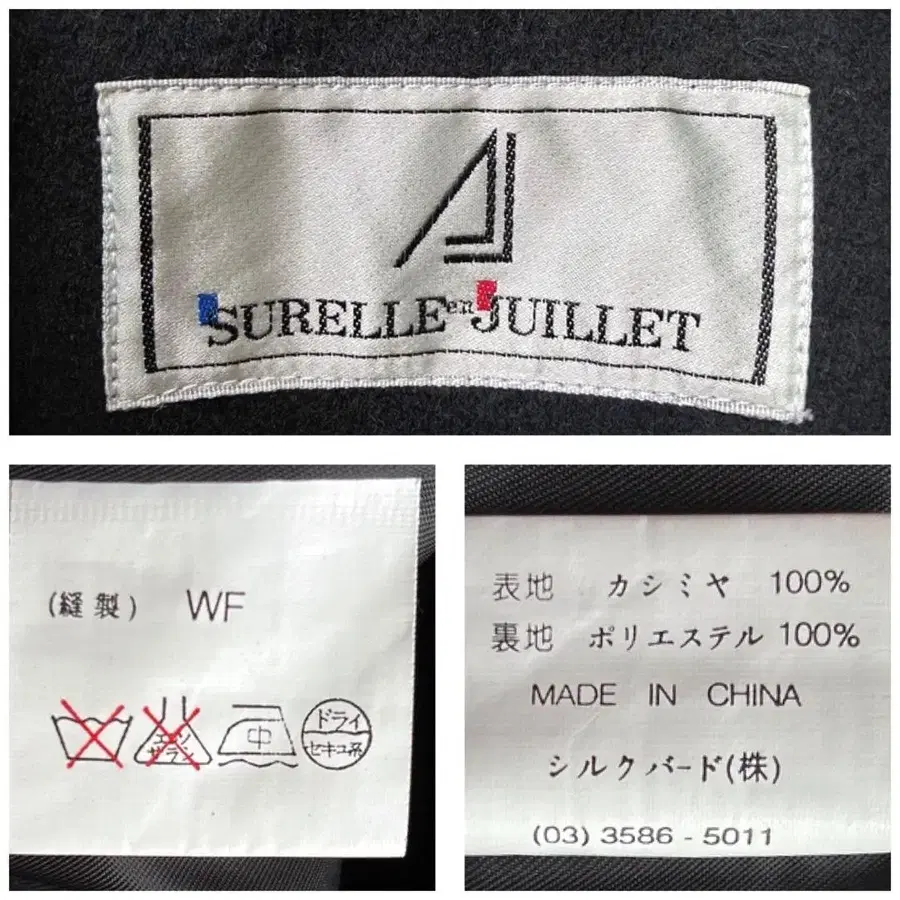 SURELLE en JUILLET
(縫製) WF
エンソ
サラシ
中
ドライ
セキユ系
表地 カシミヤ 100%
裏地 ポリエステル 100%
MADE IN CHINA
シルクバード(株)
(03) 3586 - 5011